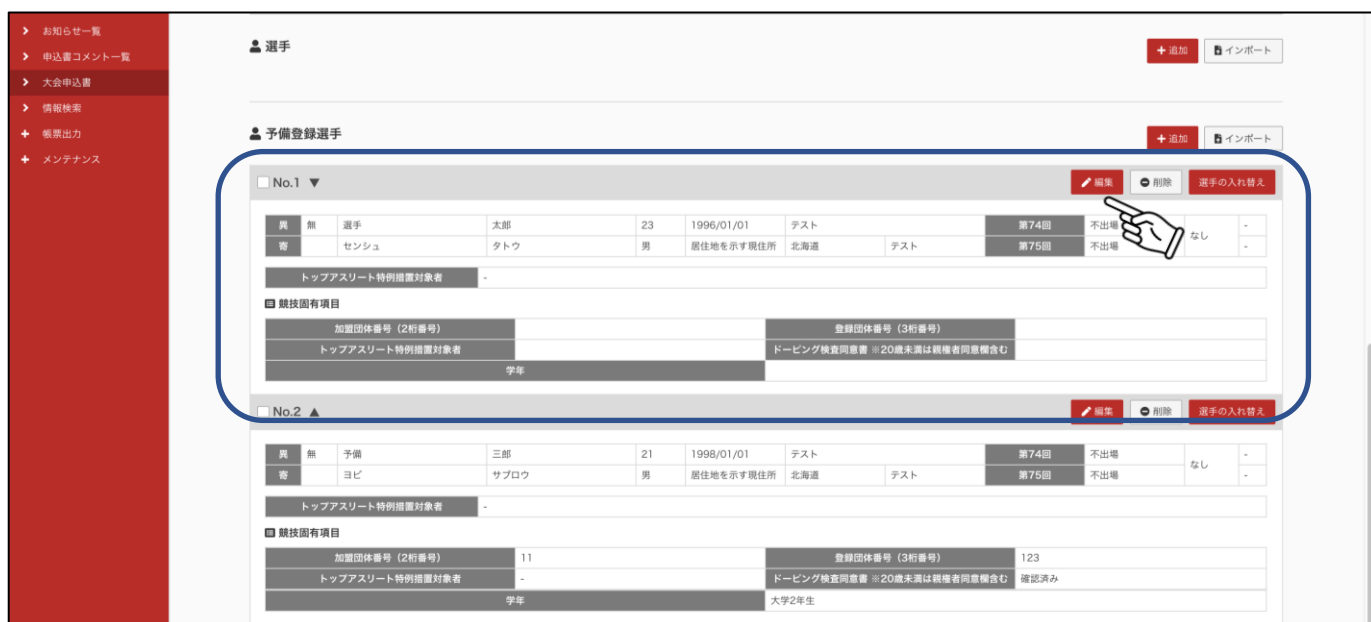 お知らせ一覧
申込書コメント一覧
大会申込書
情報検索
帳票出力
メンテナンス
選手
追加 インポート
予備登録選手
追加 インポート
No.1 ▼ 編集 削除 選手の入れ替え
異 無 選手 太郎 23 1996/01/01 テスト 第74回 不出場 なし -
寄 センシュ タトウ 男 居住地を示す現住所 北海道 テスト 第75回 不出場 -
トップアスリート特例措置対象者 -
競技固有項目
加盟団体番号（2桁番号） 登録団体番号（3桁番号）
トップアスリート特例措置対象者 ドーピング検査同意書 ※20歳未満は親権者同意欄含む
学年
No.2 ▲ 編集 削除 選手の入れ替え
異 無 予備 三郎 21 1998/01/01 テスト 第74回 不出場 なし -
寄 ヨビ サブロウ 男 居住地を示す現住所 北海道 テスト 第75回 不出場 -
トップアスリート特例措置対象者 -
競技固有項目
加盟団体番号（2桁番号） 11 登録団体番号（3桁番号） 123
トップアスリート特例措置対象者 - ドーピング検査同意書 ※20歳未満は親権者同意欄含む 確認済み
学年 大学2年生